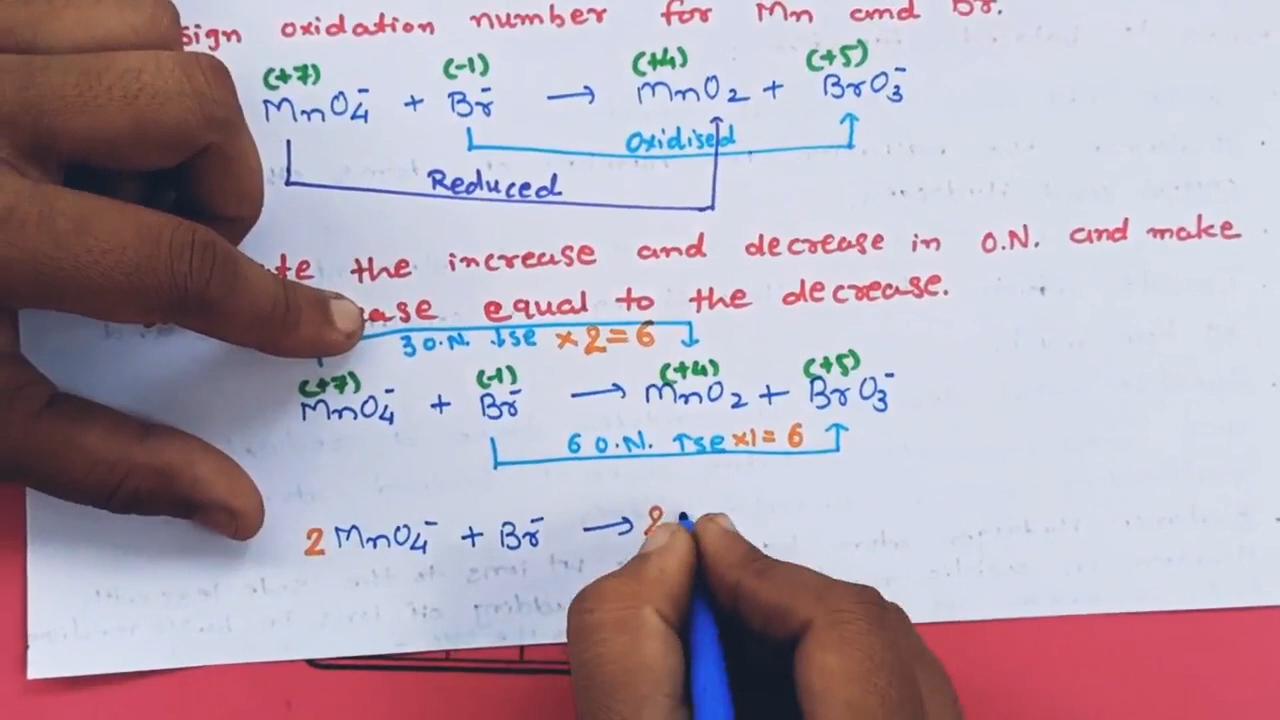 sign oxidation number for Mn and Br.
(+7) (-1) (+4) (+5)
MnO₄⁻ + Br⁻ → MnO₂ + BrO₃⁻
Oxidised
Reduced
the increase and decrease in O.N. and make
equal to the decrease.
3 O.N. ↓se ×2=6
(+7) (-1) (+4) (+5)
MnO₄⁻ + Br⁻ → MnO₂ + BrO₃⁻
6 O.N. ↑se ×1=6
2 MnO₄⁻ + Br⁻ → 2